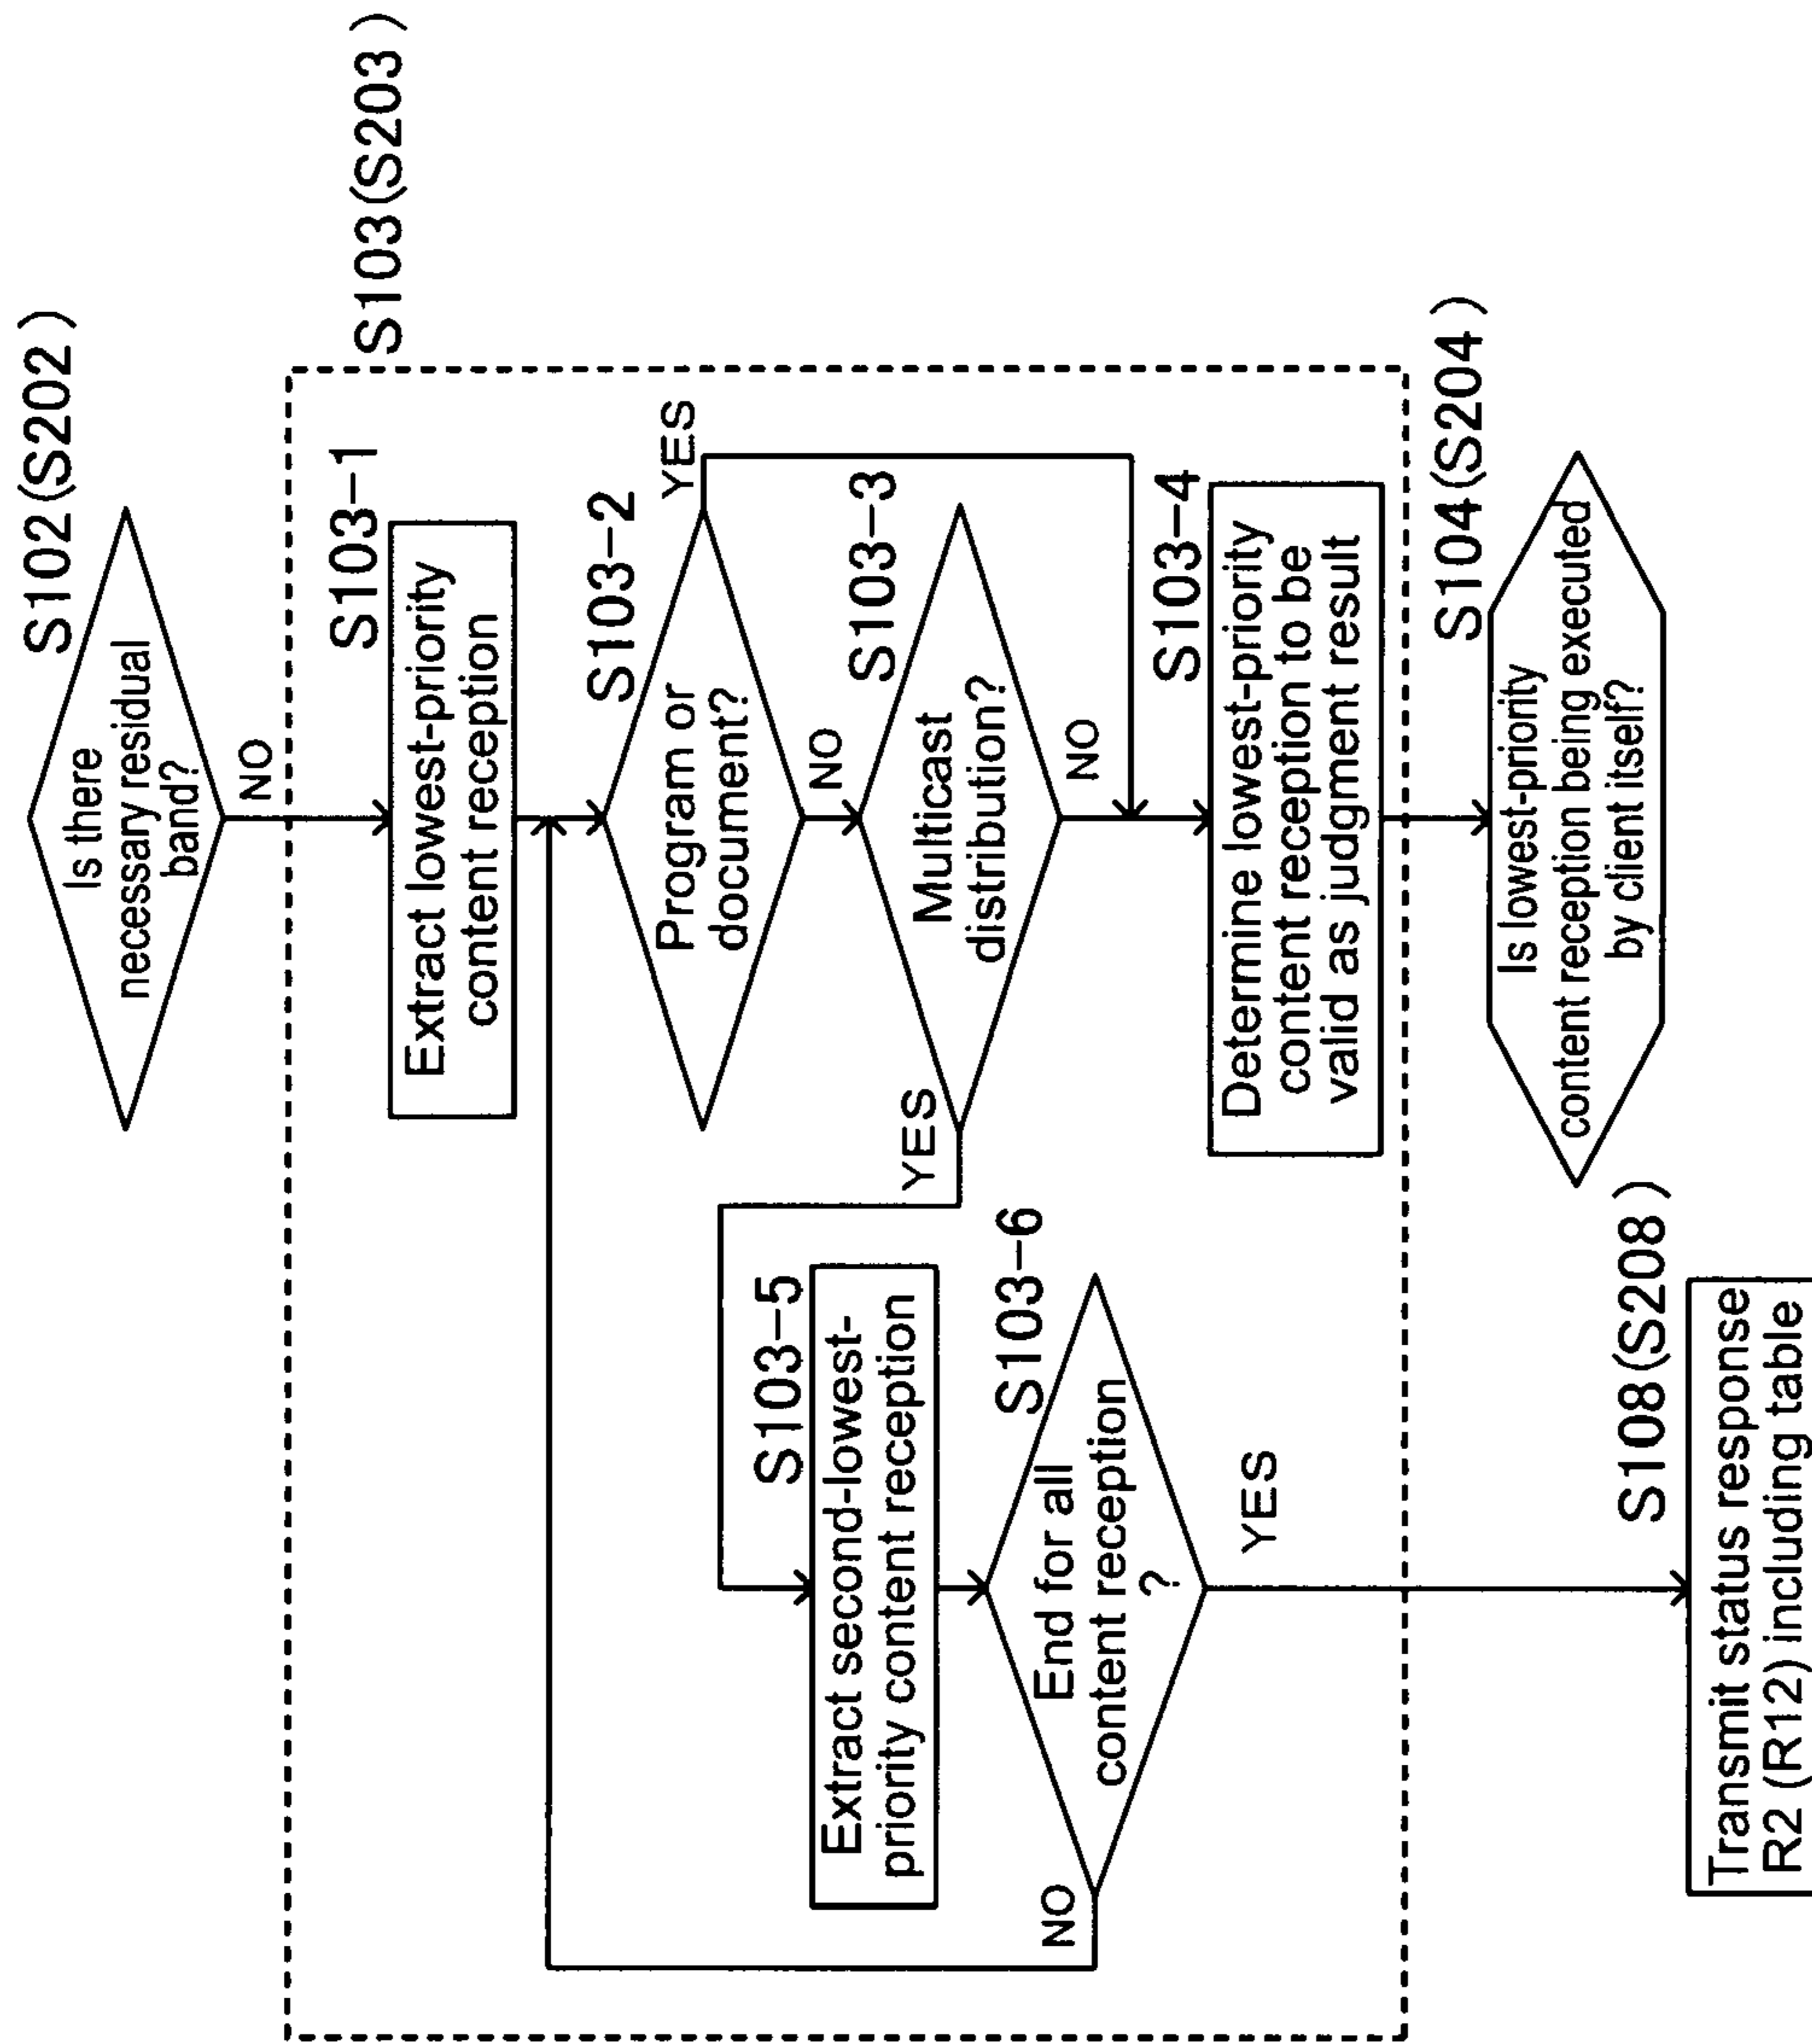 S102(S202)
Is there
necessary residual
band?
NO
S103(S203)
S103-1
Extract lowest-priority
content reception
S103-2
Program or
document?
YES
NO
S103-3
Multicast
distribution?
YES
NO
S103-4
Determine lowest-priority
content reception to be
valid as judgment result
S103-5
Extract second-lowest-
priority content reception
S103-6
End for all
content reception
?
NO
YES
S104(S204)
Is lowest-priority
content reception being executed
by client itself?
S108(S208)
Transmit status response
R2 (R12) including table